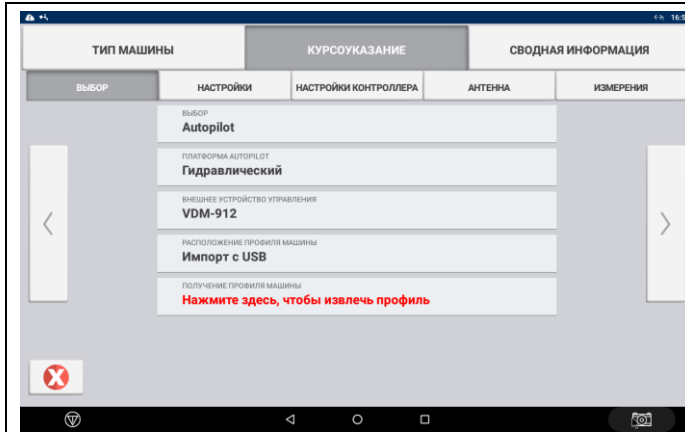 16:5
ТИП МАШИНЫ
КУРСОУКАЗАНИЕ
СВОДНАЯ ИНФОРМАЦИЯ
ВЫБОР
НАСТРОЙКИ
НАСТРОЙКИ КОНТРОЛЛЕРА
АНТЕННА
ИЗМЕРЕНИЯ
ВЫБОР
Autopilot
ПЛАТФОРМА AUTOPILOT
Гидравлический
ВНЕШНЕЕ УСТРОЙСТВО УПРАВЛЕНИЯ
VDM-912
РАСПОЛОЖЕНИЕ ПРОФИЛЯ МАШИНЫ
Импорт с USB
ПОЛУЧЕНИЕ ПРОФИЛЯ МАШИНЫ
Нажмите здесь, чтобы извлечь профиль